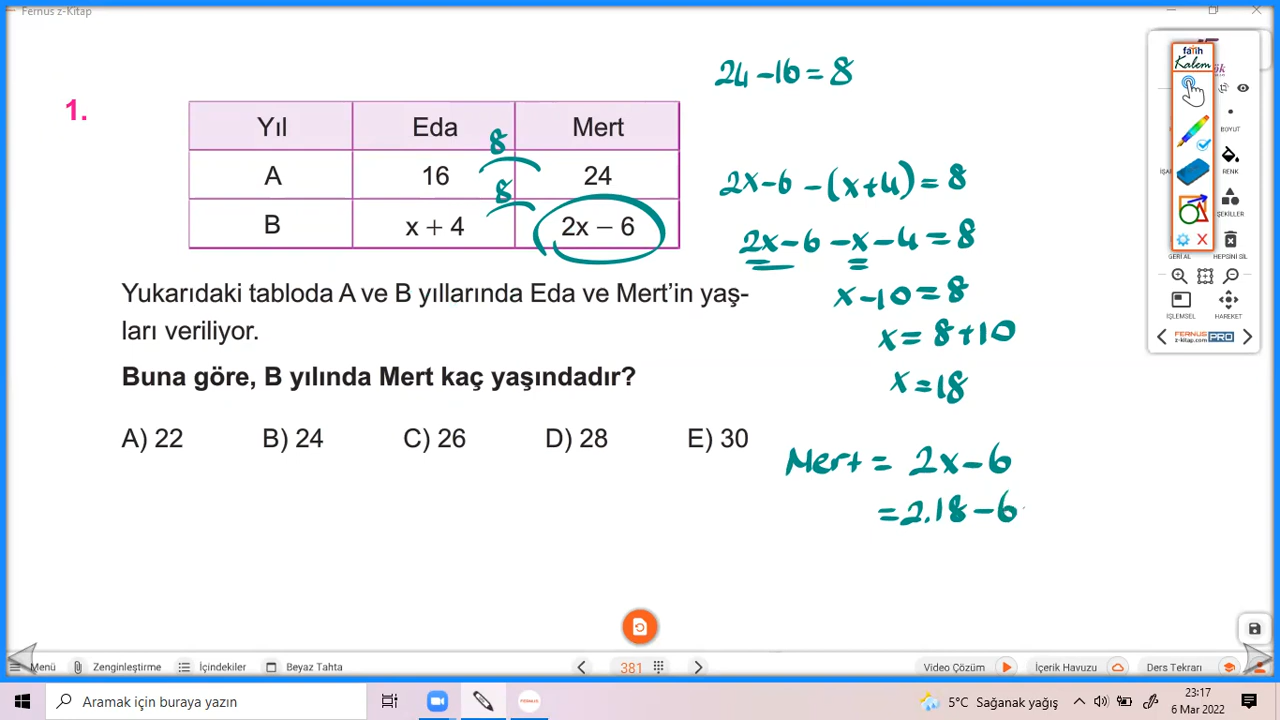 Fernus z-Kitap
24-16=8
1.
Yıl Eda Mert
8
A 16 24
8
B x + 4 2x − 6
2x-6-(x+4)=8
2x-6-x-4=8
x-10=8
x=8+10
x=18
Yukarıdaki tabloda A ve B yıllarında Eda ve Mert’in yaş-
ları veriliyor.
Buna göre, B yılında Mert kaç yaşındadır?
A) 22 B) 24 C) 26 D) 28 E) 30
Mert= 2x-6
=2.18-6
fatih
Kalem
BOYUT
RENK
ŞEKİLLER
GERİ AL HEPSİNİ SİL
İŞLEMSEL HAREKET
FERNUS PRO
z-kitap.com
Menü Zenginleştirme İçindekiler Beyaz Tahta 381 Video Çözüm İçerik Havuzu Ders Tekrarı
Aramak için buraya yazın 5°C Sağanak yağış 23:17
6 Mar 2022